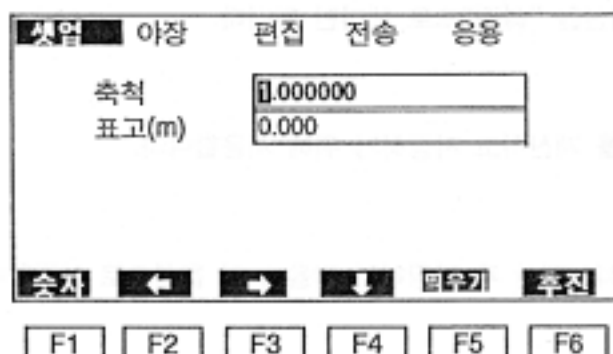 셋업 야장 편집 전송 응용
축척 1.000000
표고(m) 0.000
숫자 ← → ↓ 띄우기 추진
F1 F2 F3 F4 F5 F6